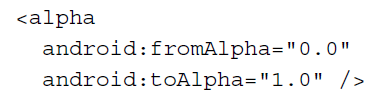 <alpha
android:fromAlpha="0.0"
android:toAlpha="1.0" />